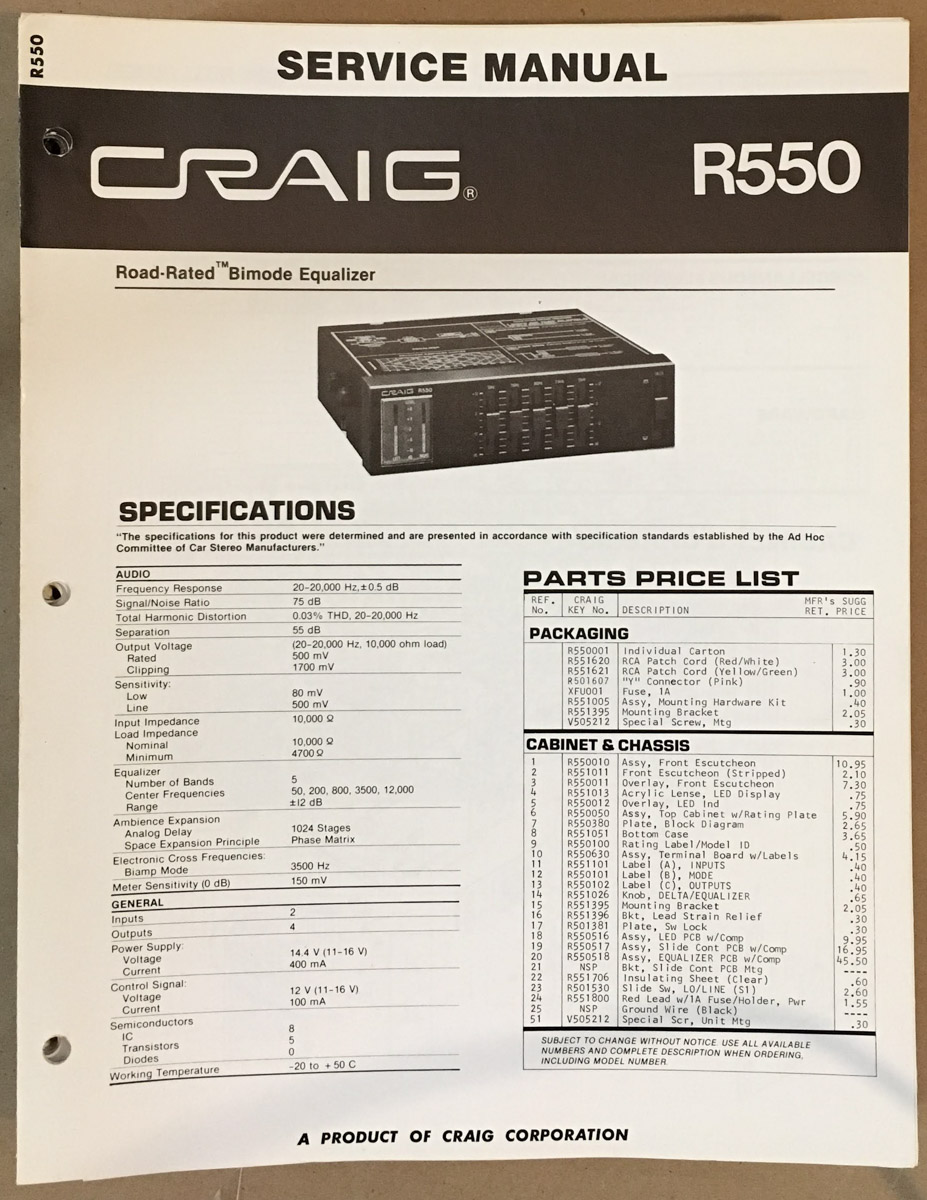 R550
SERVICE MANUAL
CRAIG® R550
Road-Rated™ Bimode Equalizer
CRAIG R550
SPECIFICATIONS
"The specifications for this product were determined and are presented in accordance with specification standards established by the Ad Hoc
Committee of Car Stereo Manufacturers."
AUDIO
Frequency Response 20-20,000 Hz,±0.5 dB
Signal/Noise Ratio 75 dB
Total Harmonic Distortion 0.03% THD, 20-20,000 Hz
Separation 55 dB
Output Voltage (20-20,000 Hz, 10,000 ohm load)
Rated 500 mV
Clipping 1700 mV
Sensitivity:
Low 80 mV
Line 500 mV
Input Impedance 10,000 Ω
Load Impedance
Nominal 10,000 Ω
Minimum 4700 Ω
Equalizer
Number of Bands 5
Center Frequencies 50, 200, 800, 3500, 12,000
Range ±12 dB
Ambience Expansion
Analog Delay 1024 Stages
Space Expansion Principle Phase Matrix
Electronic Cross Frequencies:
Biamp Mode 3500 Hz
Meter Sensitivity (0 dB) 150 mV
GENERAL
Inputs 2
Outputs 4
Power Supply:
Voltage 14.4 V (11-16 V)
Current 400 mA
Control Signal:
Voltage 12 V (11-16 V)
Current 100 mA
Semiconductors
IC 8
Transistors 5
Diodes 0
Working Temperature -20 to + 50 C
PARTS PRICE LIST
REF. No. CRAIG KEY No. DESCRIPTION MFR's SUGG RET. PRICE
PACKAGING
R550001 Individual Carton 1.30
R551620 RCA Patch Cord (Red/White) 3.00
R551621 RCA Patch Cord (Yellow/Green) 3.00
R501607 "Y" Connector (Pink) .90
XFU001 Fuse, 1A 1.00
R551005 Assy, Mounting Hardware Kit .40
R551395 Mounting Bracket 2.05
V505212 Special Screw, Mtg .30
CABINET & CHASSIS
1 R550010 Assy, Front Escutcheon 10.95
2 R551011 Front Escutcheon (Stripped) 2.10
3 R550011 Overlay, Front Escutcheon 7.30
4 R551013 Acrylic Lense, LED Display .75
5 R550012 Overlay, LED Ind .75
6 R550050 Assy, Top Cabinet w/Rating Plate 5.90
7 R550380 Plate, Block Diagram 2.65
8 R551051 Bottom Case 3.65
9 R550100 Rating Label/Model ID .50
10 R550630 Assy, Terminal Board w/Labels 4.15
11 R551101 Label (A), INPUTS .40
12 R550101 Label (B), MODE .40
13 R550102 Label (C), OUTPUTS .40
14 R551026 Knob, DELTA/EQUALIZER .65
15 R551395 Mounting Bracket 2.05
16 R551396 Bkt, Lead Strain Relief .30
17 R501381 Plate, Sw Lock .30
18 R550516 Assy, LED PCB w/Comp 9.95
19 R550517 Assy, Slide Cont PCB w/Comp 16.95
20 R550518 Assy, EQUALIZER PCB w/Comp 45.50
21 NSP Bkt, Slide Cont PCB Mtg ----
22 R551706 Insulating Sheet (Clear) .60
23 R501530 Slide Sw, LO/LINE (S1) 2.60
24 R551800 Red Lead w/1A Fuse/Holder, Pwr 1.55
25 NSP Ground Wire (Black) ----
51 V505212 Special Scr, Unit Mtg .30
SUBJECT TO CHANGE WITHOUT NOTICE. USE ALL AVAILABLE
NUMBERS AND COMPLETE DESCRIPTION WHEN ORDERING,
INCLUDING MODEL NUMBER.
A PRODUCT OF CRAIG CORPORATION